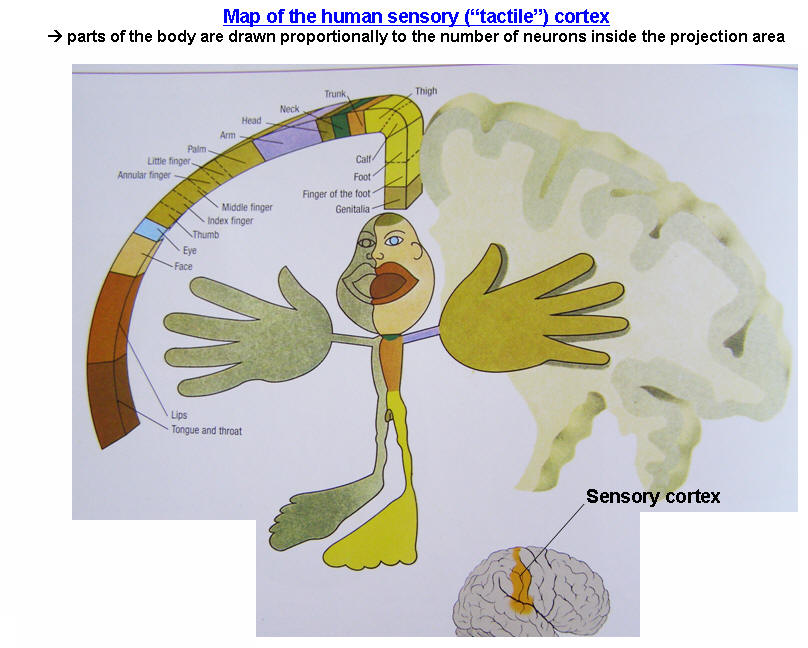 Map of the human sensory (“tactile”) cortex
→ parts of the body are drawn proportionally to the number of neurons inside the projection area
Trunk
Thigh
Neck
Head
Arm
Palm
Little finger
Annular finger
Calf
Foot
Finger of the foot
Genitalia
Middle finger
Index finger
Thumb
Eye
Face
Lips
Tongue and throat
Sensory cortex